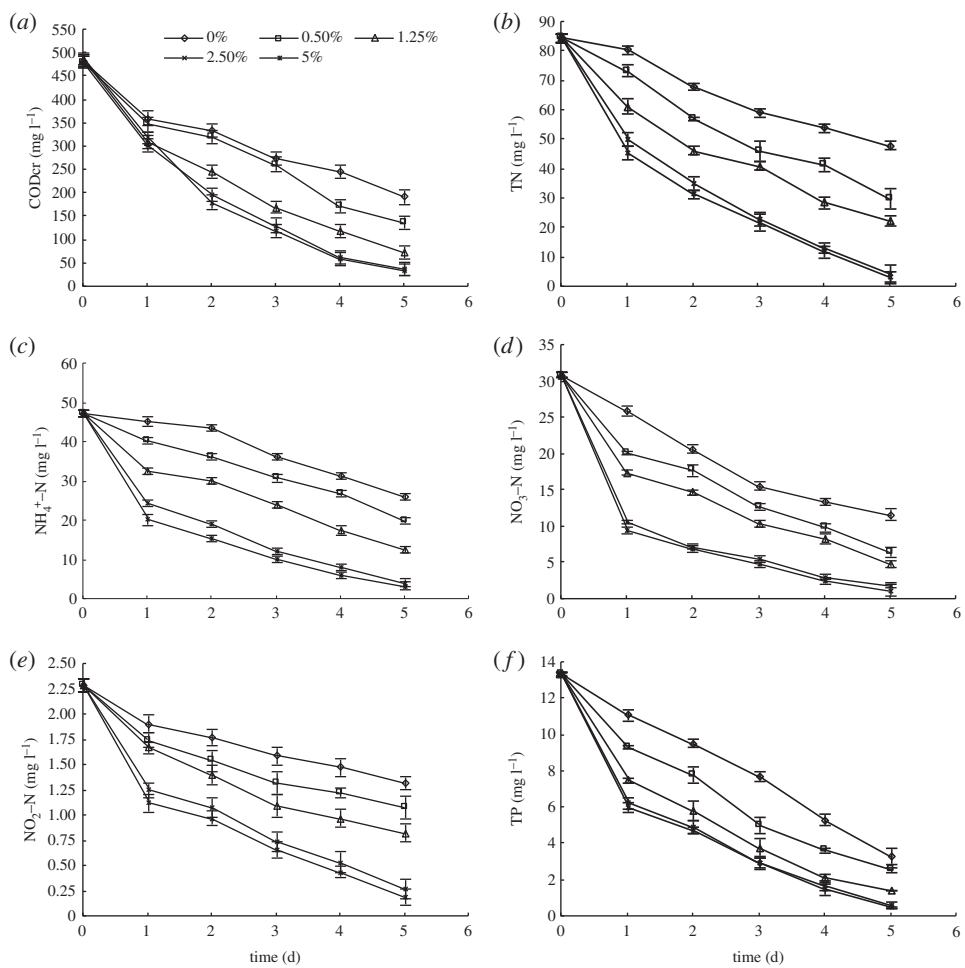 (a)
550
500
450
400
350
300
250
200
150
100
50
0
CODcr (mg l⁻¹)
0% 0.50% 1.25%
2.50% 5%
0 1 2 3 4 5 6
(b)
90
80
70
60
50
40
30
20
10
0
TN (mg l⁻¹)
0 1 2 3 4 5 6
(c)
60
50
40
30
20
10
0
NH₄⁺–N (mg l⁻¹)
0 1 2 3 4 5 6
(d)
35
30
25
20
15
10
5
0
NO₃–N (mg l⁻¹)
0 1 2 3 4 5 6
(e)
2.50
2.25
2.00
1.75
1.50
1.25
1.00
0.75
0.50
0.25
0
NO₂–N (mg l⁻¹)
0 1 2 3 4 5 6
time (d)
(f)
14
12
10
8
6
4
2
0
TP (mg l⁻¹)
0 1 2 3 4 5 6
time (d)